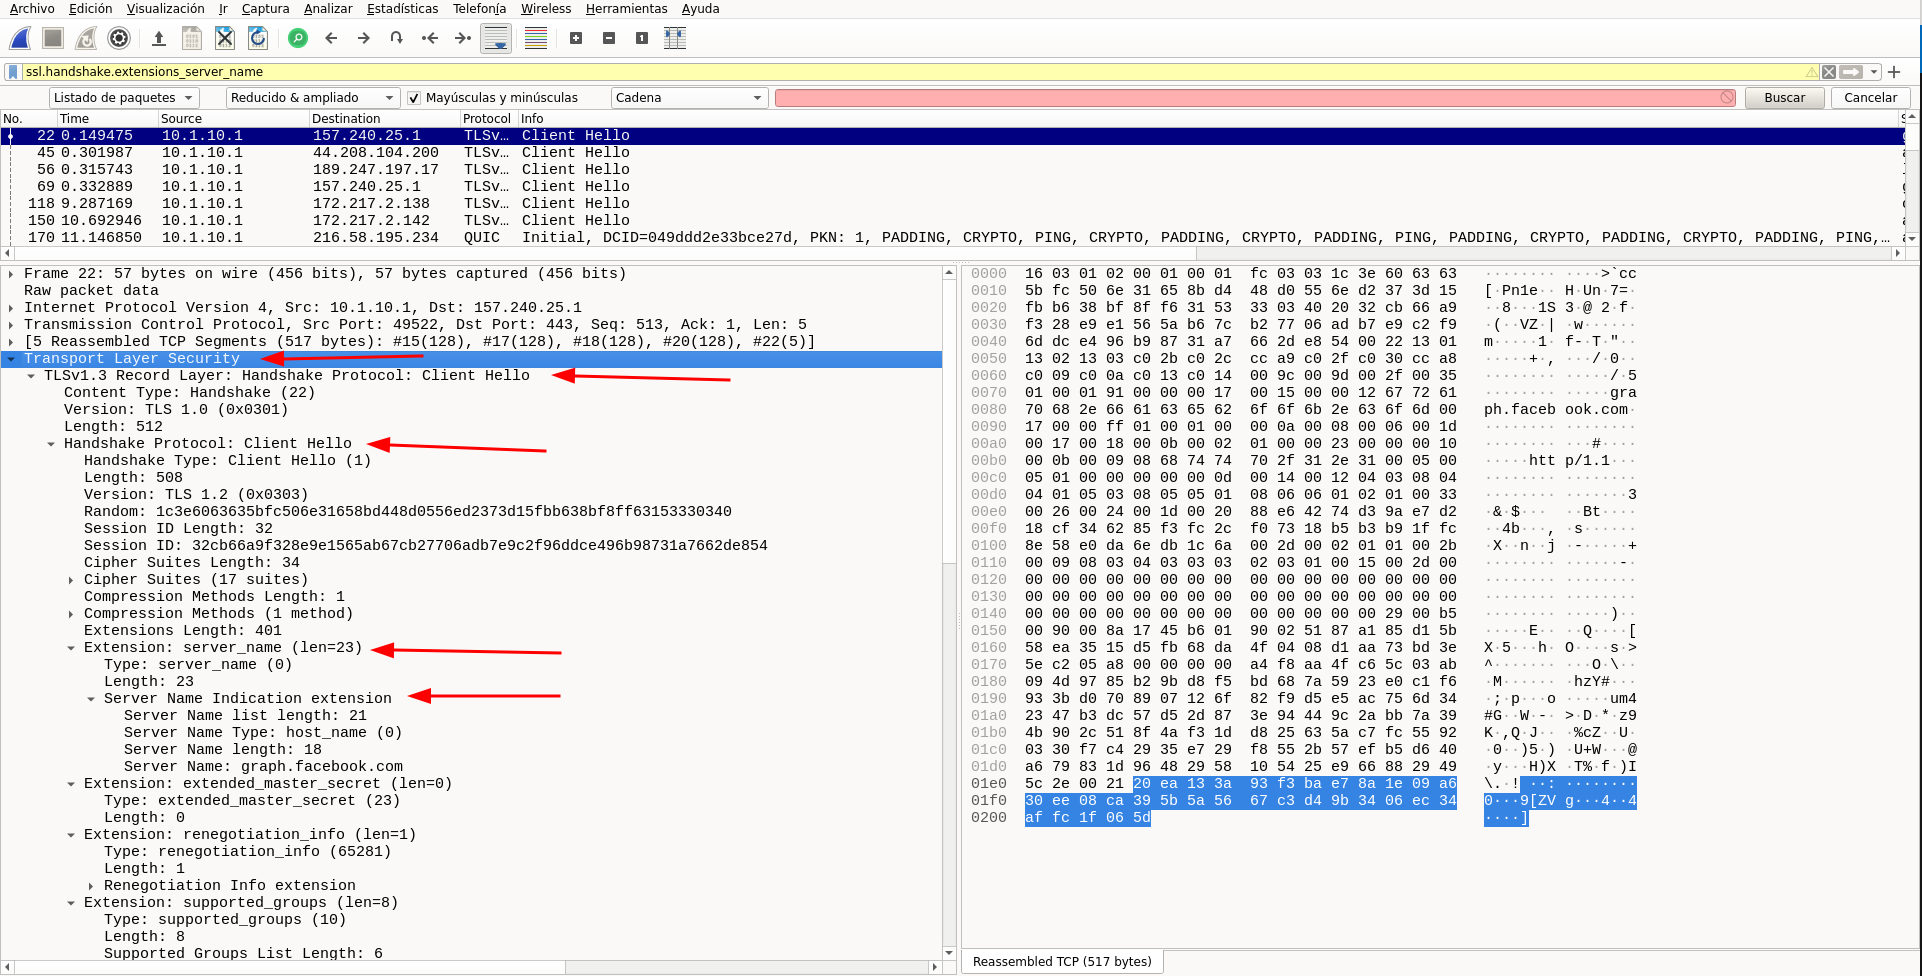 Archivo Edición Visualización Ir Captura Analizar Estadísticas Telefonía Wireless Herramientas Ayuda
ssl.handshake.extensions_server_name
Listado de paquetes Reducido & ampliado Mayúsculas y minúsculas Cadena Buscar Cancelar
No. Time Source Destination Protocol Info
22 0.149475 10.1.10.1 157.240.25.1 TLSv… Client Hello
45 0.301987 10.1.10.1 44.208.104.200 TLSv… Client Hello
56 0.315743 10.1.10.1 189.247.197.17 TLSv… Client Hello
69 0.332889 10.1.10.1 157.240.25.1 TLSv… Client Hello
118 9.287169 10.1.10.1 172.217.2.138 TLSv… Client Hello
150 10.692946 10.1.10.1 172.217.2.142 TLSv… Client Hello
170 11.146850 10.1.10.1 216.58.195.234 QUIC Initial, DCID=049ddd2e33bce27d, PKN: 1, PADDING, CRYPTO, PING, CRYPTO, PADDING, CRYPTO, PADDING, PING, PADDING, CRYPTO, PADDING, CRYPTO, PADDING, PING,…
Frame 22: 57 bytes on wire (456 bits), 57 bytes captured (456 bits)
Raw packet data
Internet Protocol Version 4, Src: 10.1.10.1, Dst: 157.240.25.1
Transmission Control Protocol, Src Port: 49522, Dst Port: 443, Seq: 513, Ack: 1, Len: 5
[5 Reassembled TCP Segments (517 bytes): #15(128), #17(128), #18(128), #20(128), #22(5)]
Transport Layer Security
TLSv1.3 Record Layer: Handshake Protocol: Client Hello
Content Type: Handshake (22)
Version: TLS 1.0 (0x0301)
Length: 512
Handshake Protocol: Client Hello
Handshake Type: Client Hello (1)
Length: 508
Version: TLS 1.2 (0x0303)
Random: 1c3e6063635bfc506e31658bd448d0556ed2373d15fbb638bf8ff63153330340
Session ID Length: 32
Session ID: 32cb66a9f328e9e1565ab67cb27706adb7e9c2f96ddce496b98731a7662de854
Cipher Suites Length: 34
Cipher Suites (17 suites)
Compression Methods Length: 1
Compression Methods (1 method)
Extensions Length: 401
Extension: server_name (len=23)
Type: server_name (0)
Length: 23
Server Name Indication extension
Server Name list length: 21
Server Name Type: host_name (0)
Server Name length: 18
Server Name: graph.facebook.com
Extension: extended_master_secret (len=0)
Type: extended_master_secret (23)
Length: 0
Extension: renegotiation_info (len=1)
Type: renegotiation_info (65281)
Length: 1
Renegotiation Info extension
Extension: supported_groups (len=8)
Type: supported_groups (10)
Length: 8
Supported Groups List Length: 6
0000 16 03 01 02 00 01 00 01 fc 03 03 1c 3e 60 63 63 ········ ····>`cc
0010 5b fc 50 6e 31 65 8b d4 48 d0 55 6e d2 37 3d 15 [·Pn1e·· H·Un·7=·
0020 fb b6 38 bf 8f f6 31 53 33 03 40 20 32 cb 66 a9 ··8···1S 3·@ 2·f·
0030 f3 28 e9 e1 56 5a b6 7c b2 77 06 ad b7 e9 c2 f9 ·(··VZ·| ·w······
0040 6d dc e4 96 b9 87 31 a7 66 2d e8 54 00 22 13 01 m·····1· f-·T·"··
0050 13 02 13 03 c0 2b c0 2c cc a9 c0 2f c0 30 cc a8 ·····+·, ···/·0··
0060 c0 09 c0 0a c0 13 c0 14 00 9c 00 9d 00 2f 00 35 ········ ·····/·5
0070 01 00 01 91 00 00 00 17 00 15 00 00 12 67 72 61 ········ ·····gra
0080 70 68 2e 66 61 63 65 62 6f 6f 6b 2e 63 6f 6d 00 ph.faceb ook.com·
0090 17 00 00 ff 01 00 01 00 00 0a 00 08 00 06 00 1d ········ ········
00a0 00 17 00 18 00 0b 00 02 01 00 00 23 00 00 00 10 ········ ···#····
00b0 00 0b 00 09 08 68 74 74 70 2f 31 2e 31 00 05 00 ·····htt p/1.1···
00c0 05 01 00 00 00 00 00 0d 00 14 00 12 04 03 08 04 ········ ········
00d0 04 01 05 03 08 05 05 01 08 06 06 01 02 01 00 33 ········ ·······3
00e0 00 26 00 24 00 1d 00 20 88 e6 42 74 d3 9a e7 d2 ·&·$··· ··Bt····
00f0 18 cf 34 62 85 f3 fc 2c f0 73 18 b5 b3 b9 1f fc ··4b···, ·s······
0100 8e 58 e0 da 6e db 1c 6a 00 2d 00 02 01 01 00 2b ·X··n··j ·-·····+
0110 00 09 08 03 04 03 03 03 02 03 01 00 15 00 2d 00 ········ ······-·
0120 00 00 00 00 00 00 00 00 00 00 00 00 00 00 00 00 ········ ········
0130 00 00 00 00 00 00 00 00 00 00 00 00 00 00 00 00 ········ ········
0140 00 00 00 00 00 00 00 00 00 00 00 00 00 29 00 b5 ········ ·····)··
0150 00 90 00 8a 17 45 b6 01 90 02 51 87 a1 85 d1 5b ·····E·· ··Q····[
0160 58 ea 35 15 d5 fb 68 da 4f 04 08 d1 aa 73 bd 3e X·5···h· O····s·>
0170 5e c2 05 a8 00 00 00 00 a4 f8 aa 4f c6 5c 03 ab ^······· ···O·\··
0180 09 4d 97 85 b2 9b d8 f5 bd 68 7a 59 23 e0 c1 f6 ·M······ ·hzY#···
0190 93 3b d0 70 89 07 12 6f 82 f9 d5 e5 ac 75 6d 34 ·;·p···o ·····um4
01a0 23 47 b3 dc 57 d5 2d 87 3e 94 44 9c 2a bb 7a 39 #G··W·-· >·D·*·z9
01b0 4b 90 2c 51 8f 4a f3 1d d8 25 63 5a c7 fc 55 92 K·,Q·J·· ·%cZ··U·
01c0 03 30 f7 c4 29 35 e7 29 f8 55 2b 57 ef b5 d6 40 ·0··)5·) ·U+W···@
01d0 a6 79 83 1d 96 48 29 58 10 54 25 e9 66 88 29 49 ·y···H)X ·T%·f·)I
01e0 5c 2e 00 21 20 ea 13 3a 93 f3 ba e7 8a 1e 09 a6 \.·! ··: ········
01f0 30 ee 08 ca 39 5b 5a 56 67 c3 d4 9b 34 06 ec 34 0···9[ZV g···4··4
0200 af fc 1f 06 5d ····]
Reassembled TCP (517 bytes)